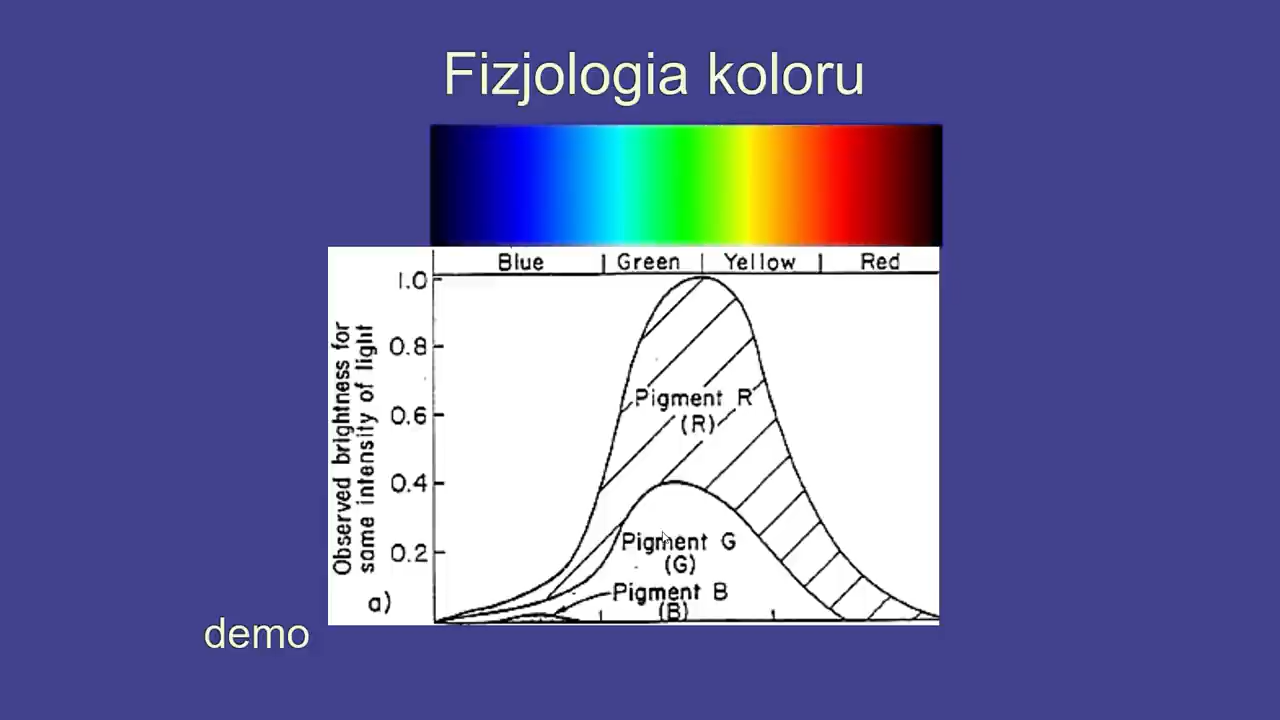 Fizjologia koloru
Blue | Green | Yellow | Red
Observed brightness for
same intensity of light
1.0
0.8
0.6
0.4
0.2
Pigment R
(R)
Pigment G
(G)
Pigment B
(B)
a)
demo